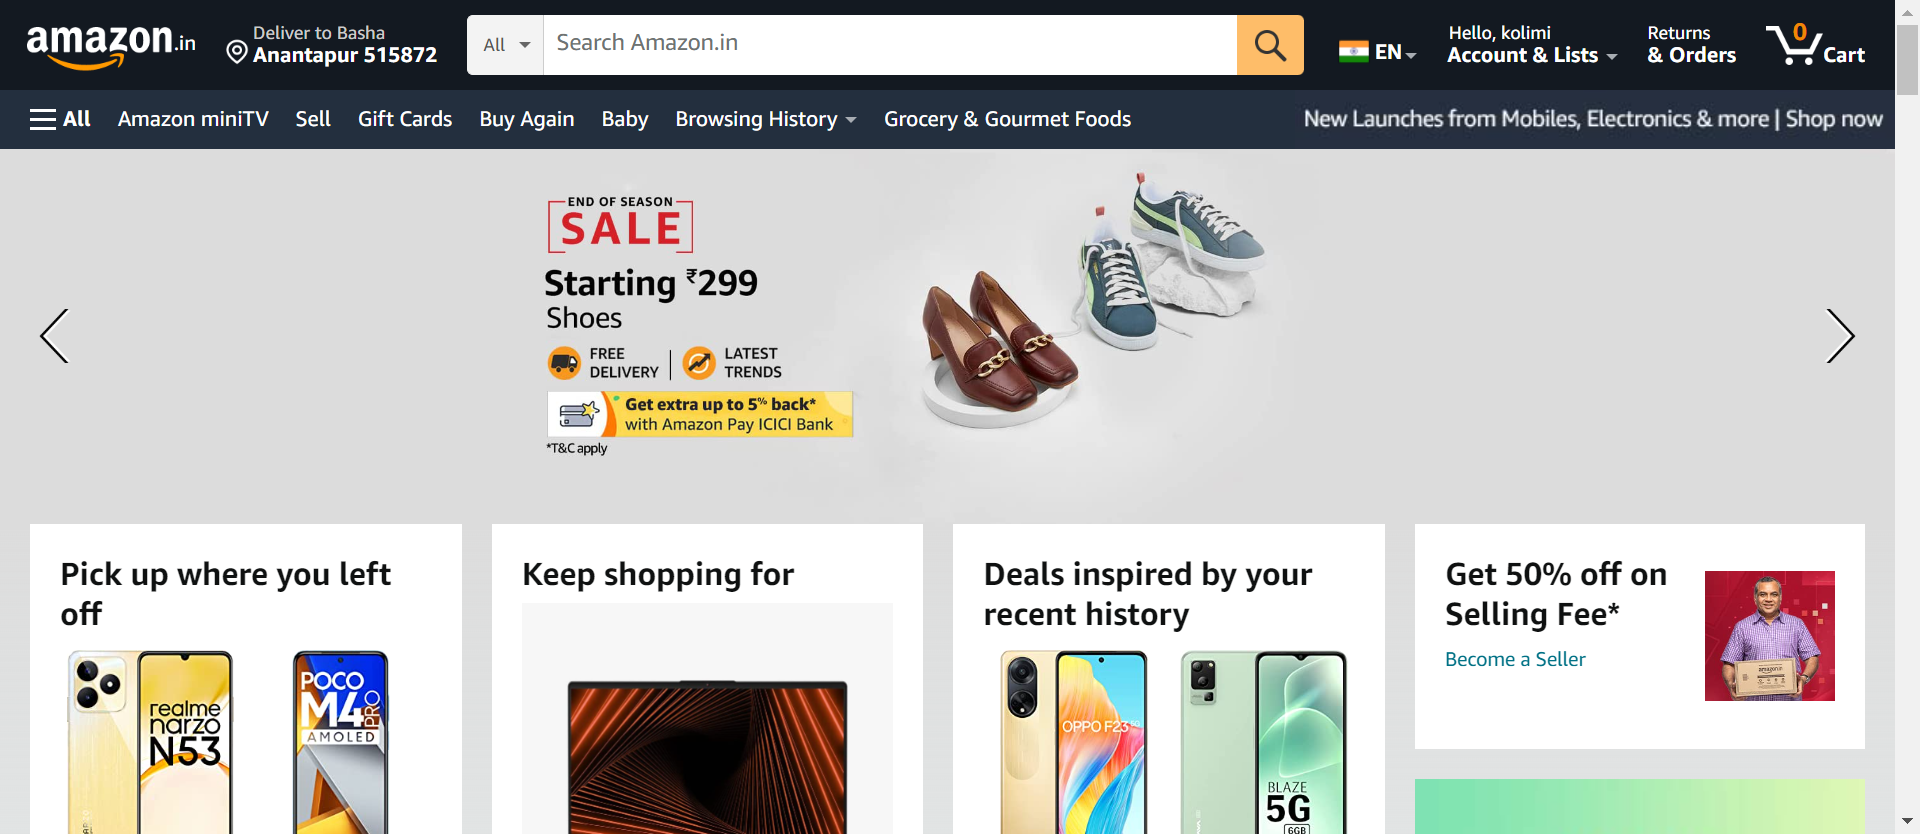 amazon.in
Deliver to Basha
Anantapur 515872
All
Search Amazon.in
EN
Hello, kolimi
Account & Lists
Returns
& Orders
0
Cart
All
Amazon miniTV
Sell
Gift Cards
Buy Again
Baby
Browsing History
Grocery & Gourmet Foods
New Launches from Mobiles, Electronics & more | Shop now
END OF SEASON
SALE
Starting ₹299
Shoes
FREE
DELIVERY
LATEST
TRENDS
Get extra up to 5% back*
with Amazon Pay ICICI Bank
*T&C apply
Pick up where you left
off
realme
narzo
N53
POCO
M4 PRO
AMOLED
Keep shopping for
Deals inspired by your
recent history
OPPO F23 5G
BLAZE
5G
6GB
Get 50% off on
Selling Fee*
Become a Seller
amazon.in